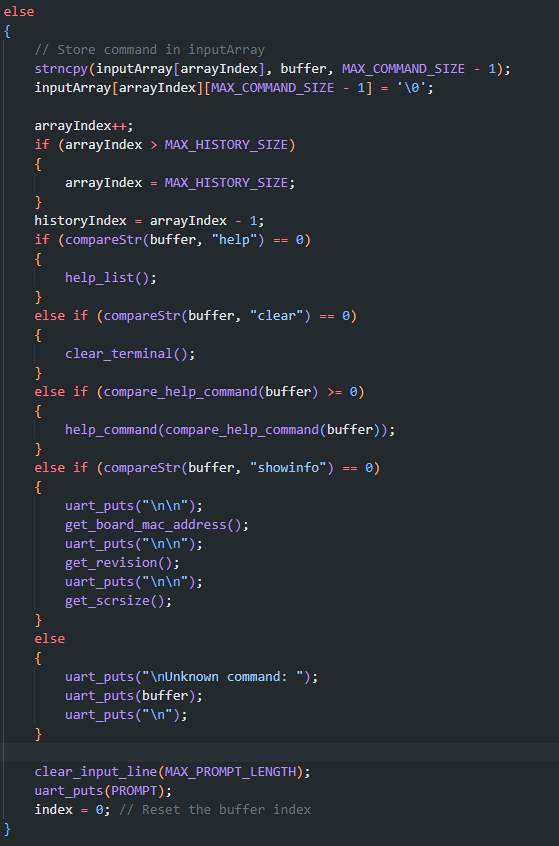 else
{
    // Store command in inputArray
    strncpy(inputArray[arrayIndex], buffer, MAX_COMMAND_SIZE - 1);
    inputArray[arrayIndex][MAX_COMMAND_SIZE - 1] = '\0';

    arrayIndex++;
    if (arrayIndex > MAX_HISTORY_SIZE)
    {
        arrayIndex = MAX_HISTORY_SIZE;
    }
    historyIndex = arrayIndex - 1;
    if (compareStr(buffer, "help") == 0)
    {
        help_list();
    }
    else if (compareStr(buffer, "clear") == 0)
    {
        clear_terminal();
    }
    else if (compare_help_command(buffer) >= 0)
    {
        help_command(compare_help_command(buffer));
    }
    else if (compareStr(buffer, "showinfo") == 0)
    {
        uart_puts("\n\n");
        get_board_mac_address();
        uart_puts("\n\n");
        get_revision();
        uart_puts("\n\n");
        get_scrsize();
    }
    else
    {
        uart_puts("\nUnknown command: ");
        uart_puts(buffer);
        uart_puts("\n");
    }

    clear_input_line(MAX_PROMPT_LENGTH);
    uart_puts(PROMPT);
    index = 0; // Reset the buffer index
}